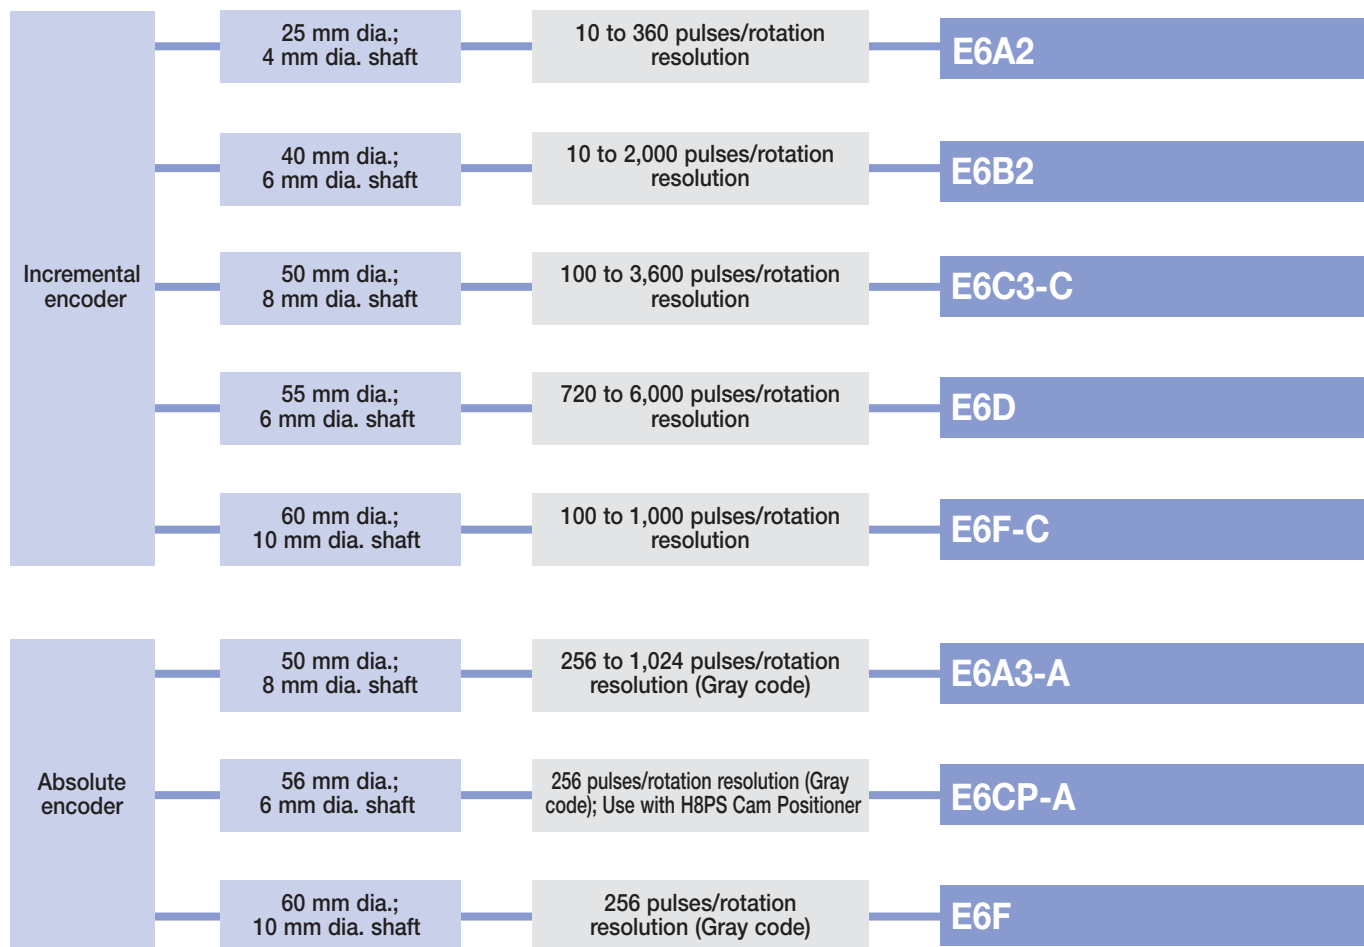 Incremental
encoder
25 mm dia.;
4 mm dia. shaft
10 to 360 pulses/rotation
resolution
E6A2
40 mm dia.;
6 mm dia. shaft
10 to 2,000 pulses/rotation
resolution
E6B2
50 mm dia.;
8 mm dia. shaft
100 to 3,600 pulses/rotation
resolution
E6C3-C
55 mm dia.;
6 mm dia. shaft
720 to 6,000 pulses/rotation
resolution
E6D
60 mm dia.;
10 mm dia. shaft
100 to 1,000 pulses/rotation
resolution
E6F-C
Absolute
encoder
50 mm dia.;
8 mm dia. shaft
256 to 1,024 pulses/rotation
resolution (Gray code)
E6A3-A
56 mm dia.;
6 mm dia. shaft
256 pulses/rotation resolution (Gray
code); Use with H8PS Cam Positioner
E6CP-A
60 mm dia.;
10 mm dia. shaft
256 pulses/rotation
resolution (Gray code)
E6F